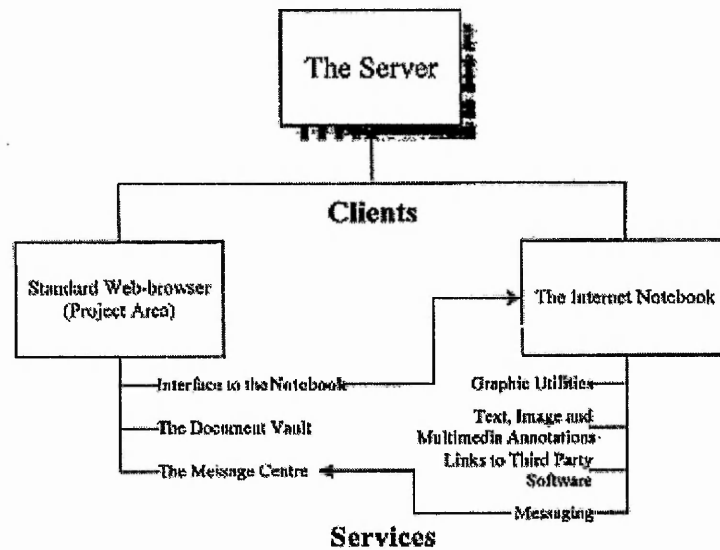 The Server
Clients
Standard Web-browser
(Project Area)
The Internet Notebook
Interface to the Notebook
The Document Vault
The Message Centre
Graphic Utilities
Text, Image and
Multimedia Annotations
Links to Third Party
Software
Messaging
Services